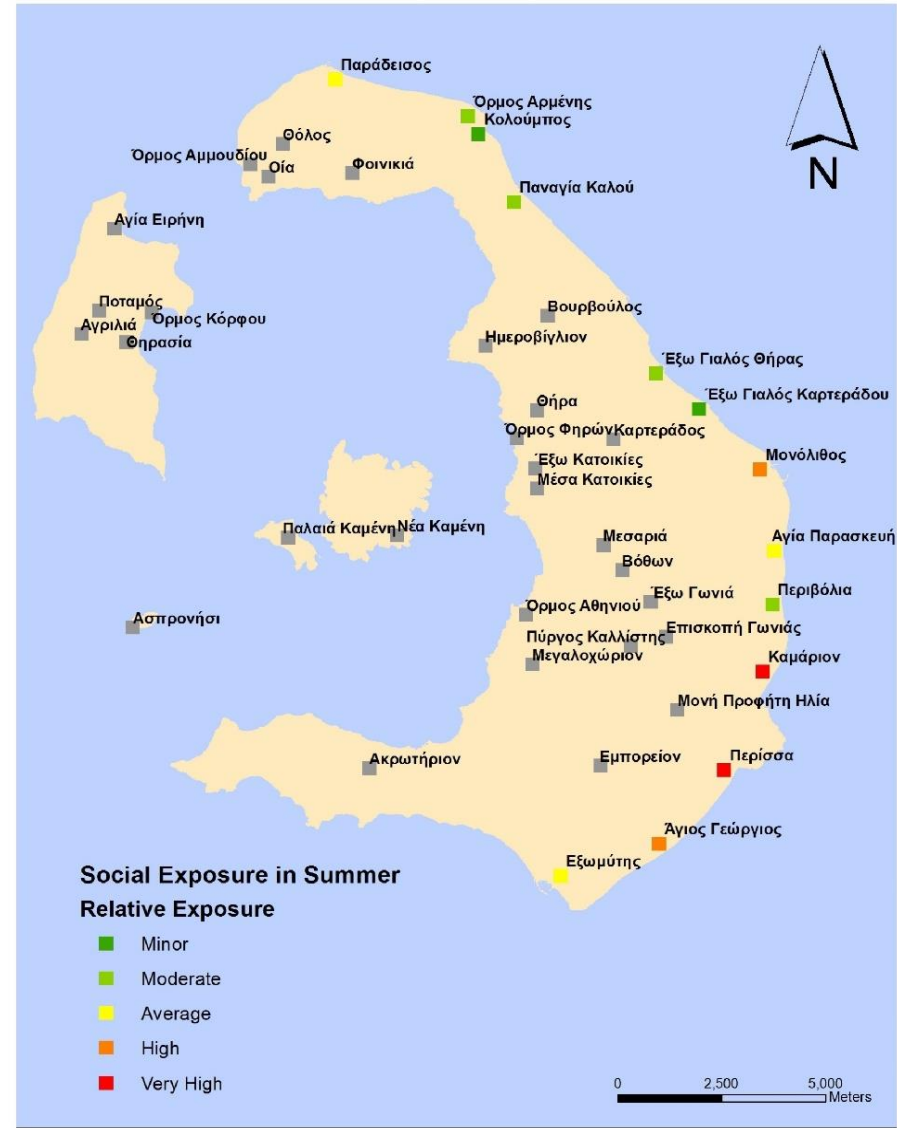 Παράδεισος
Όρμος Αρμένης
Κολούμπος
Θόλος
Όρμος Αμμουδίου
Οία
Φοινικιά
N
Παναγία Καλού
Αγία Ειρήνη
Ποταμός
Όρμος Κόρφου
Αγριλιά
Θηρασία
Βουρβούλος
Ημεροβίγλιον
Έξω Γιαλός Θήρας
Έξω Γιαλός Καρτεράδου
Θήρα
Όρμος Φηρών
Καρτεράδος
Μονόλιθος
Έξω Κατοικίες
Μέσα Κατοικίες
Παλαιά Καμένη
Νέα Καμένη
Μεσαριά
Αγία Παρασκευή
Βόθων
Έξω Γωνιά
Περιβόλια
Όρμος Αθηνιού
Ασπρονήσι
Επισκοπή Γωνιάς
Πύργος Καλλίστης
Μεγαλοχώριον
Καμάριον
Μονή Προφήτη Ηλία
Ακρωτήριον
Εμπορείον
Περίσσα
Άγιος Γεώργιος
Εξωμύτης
Social Exposure in Summer
Relative Exposure
Minor
Moderate
Average
High
Very High
0 2,500 5,000
Meters